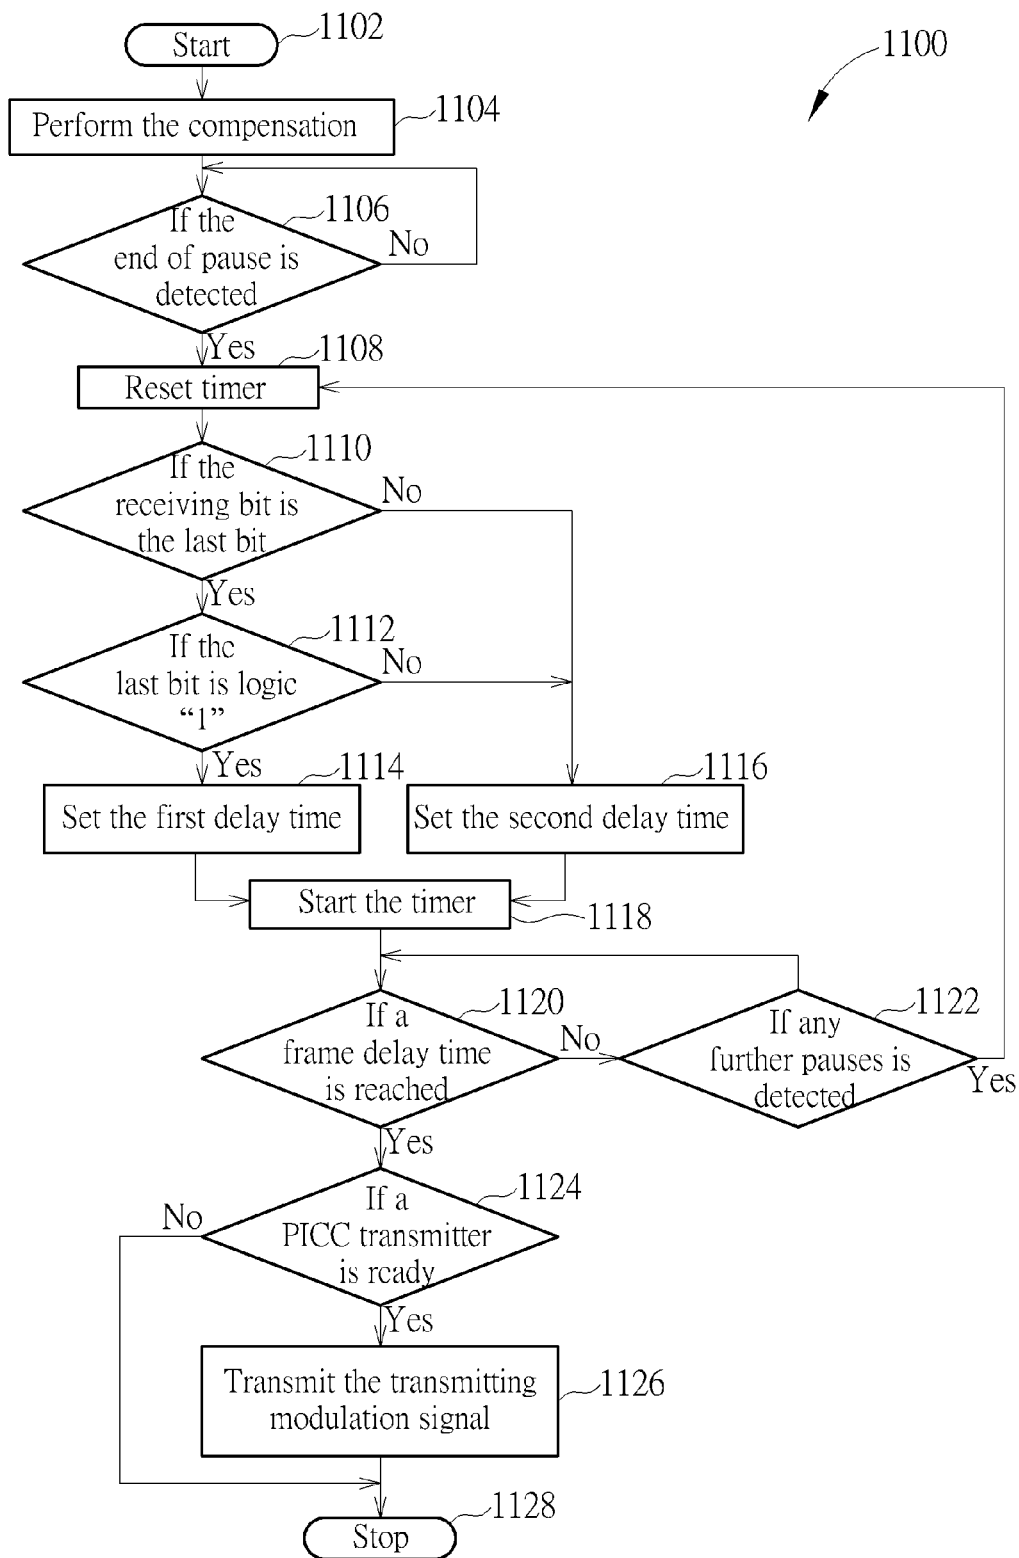 Start
1102
1100
Perform the compensation
1104
If the
end of pause is
detected
1106
No
Yes
Reset timer
1108
If the
receiving bit is
the last bit
1110
No
Yes
If the
last bit is logic
“1”
1112
No
Yes
Set the first delay time
1114
Set the second delay time
1116
Start the timer
1118
If a
frame delay time
is reached
1120
No
If any
further pauses is
detected
1122
Yes
Yes
If a
PICC transmitter
is ready
1124
No
Yes
Transmit the transmitting
modulation signal
1126
Stop
1128